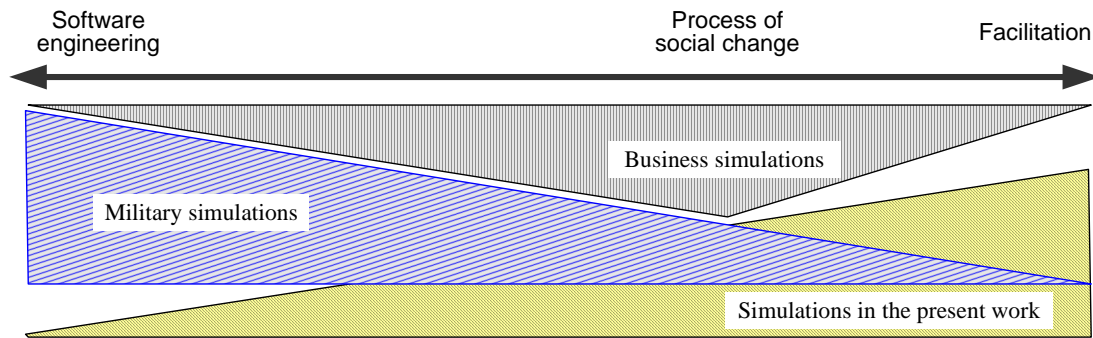 Software
engineering
Process of
social change
Facilitation
Business simulations
Military simulations
Simulations in the present work